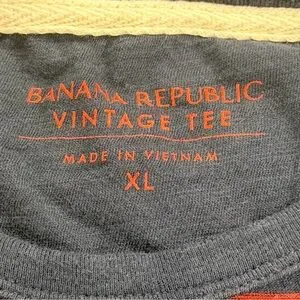 BANANA REPUBLIC
VINTAGE TEE
MADE IN VIETNAM
XL